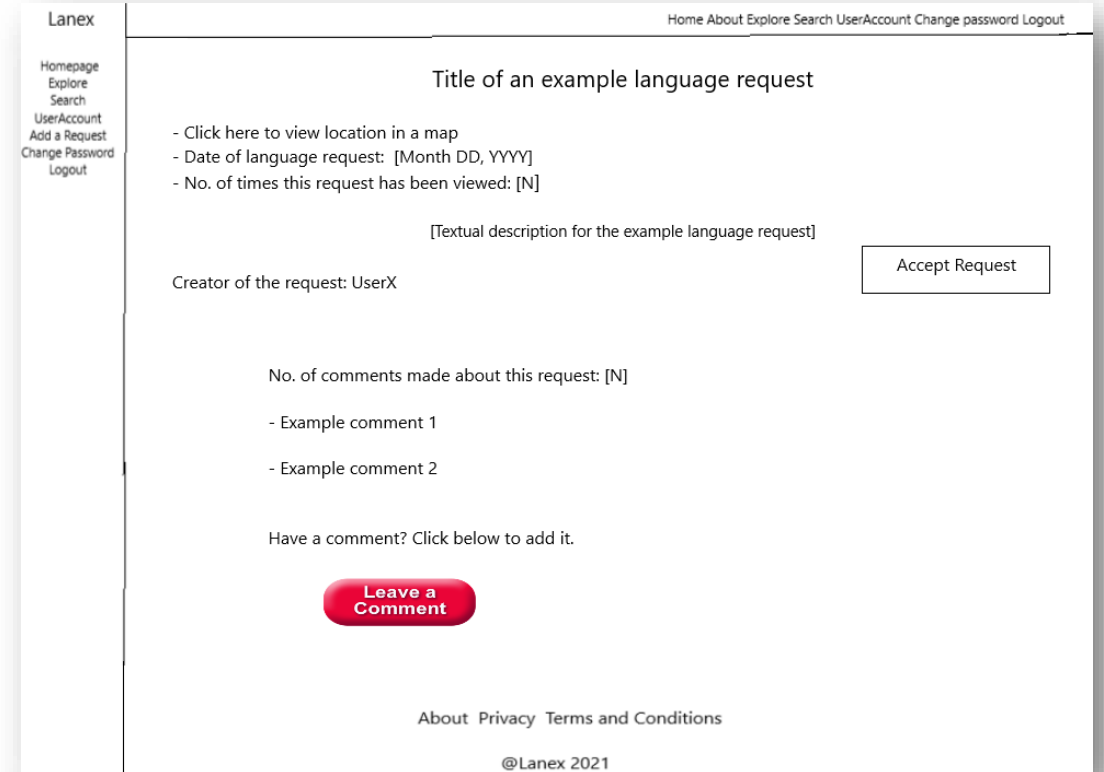 Lanex
Home About Explore Search UserAccount Change password Logout
Homepage
Explore
Search
UserAccount
Add a Request
Change Password
Logout
Title of an example language request
- Click here to view location in a map
- Date of language request:  [Month DD, YYYY]
- No. of times this request has been viewed: [N]
[Textual description for the example language request]
Accept Request
Creator of the request: UserX
No. of comments made about this request: [N]
- Example comment 1
- Example comment 2
Have a comment? Click below to add it.
Leave a
Comment
About  Privacy  Terms and Conditions
@Lanex 2021